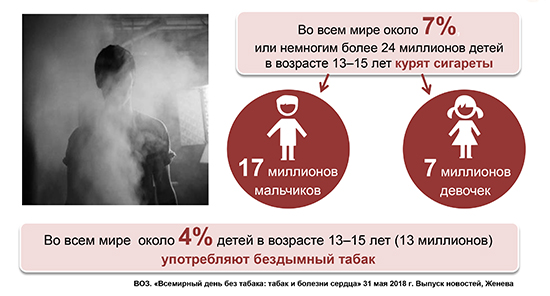 Во всем мире около 7%
или немногим более 24 миллионов детей
в возрасте 13–15 лет курят сигареты
17 миллионов
мальчиков
7 миллионов
девочек
Во всем мире около 4% детей в возрасте 13–15 лет (13 миллионов)
употребляют бездымный табак
ВОЗ. «Всемирный день без табака: табак и болезни сердца» 31 мая 2018 г. Выпуск новостей, Женева